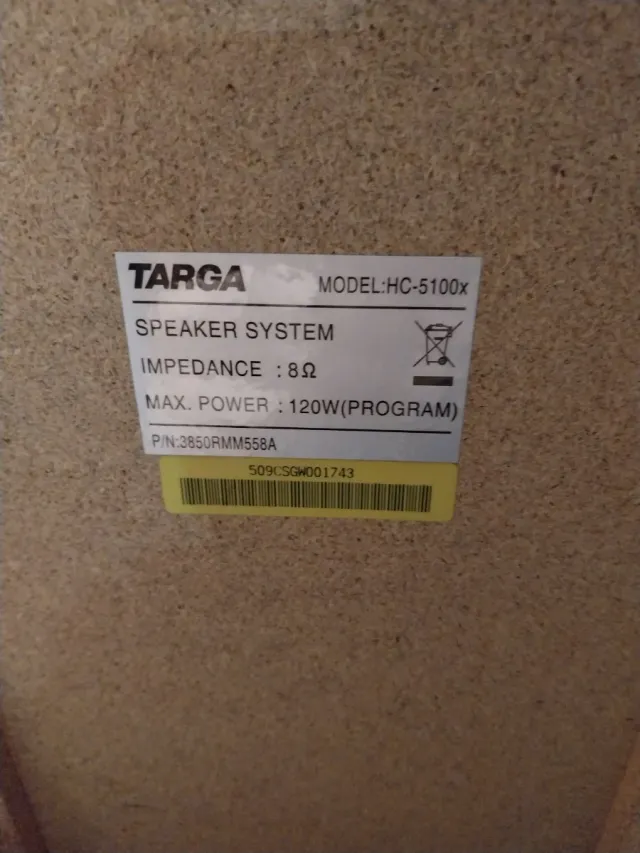 TARGA MODEL:HC-5100x
SPEAKER SYSTEM
IMPEDANCE : 8Ω
MAX. POWER : 120W(PROGRAM)
P/N:3850RMM558A
509CSGW001743